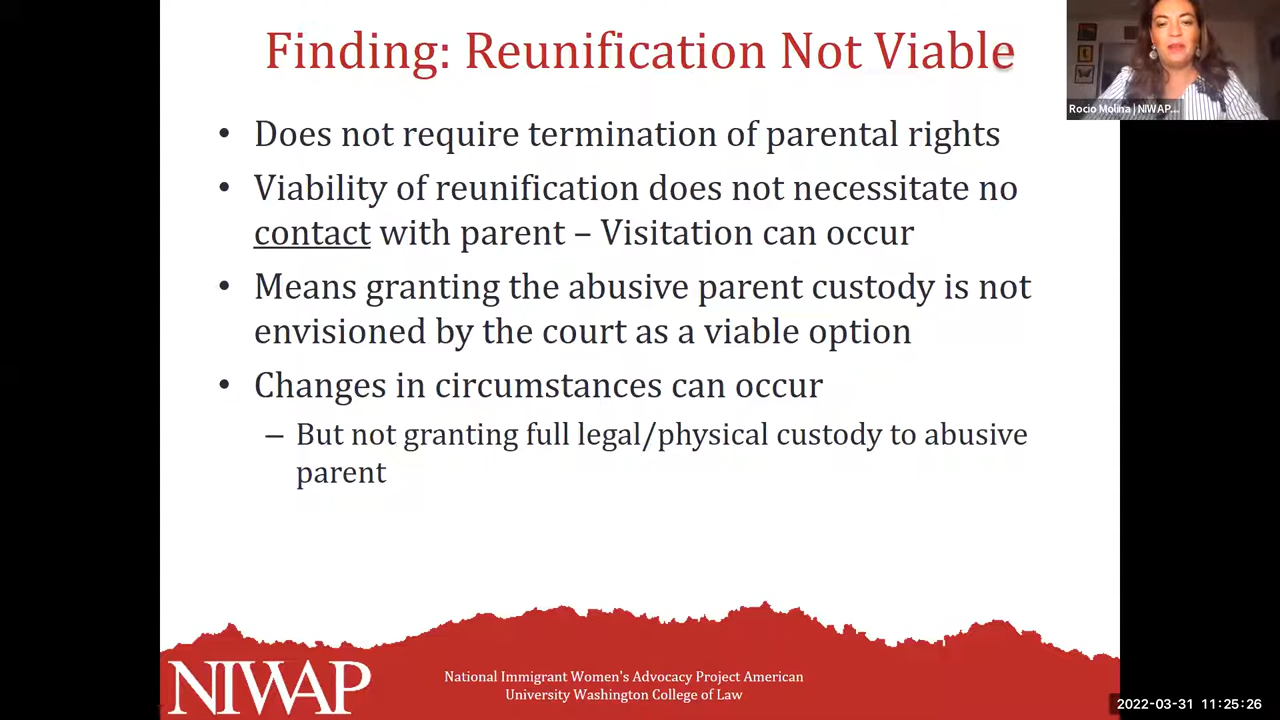 Finding: Reunification Not Viable
Rocio Molina | NIWAP...
• Does not require termination of parental rights
• Viability of reunification does not necessitate no
contact with parent – Visitation can occur
• Means granting the abusive parent custody is not
envisioned by the court as a viable option
• Changes in circumstances can occur
– But not granting full legal/physical custody to abusive
parent
NIWAP
National Immigrant Women's Advocacy Project American
University Washington College of Law
2022-03-31 11:25:26